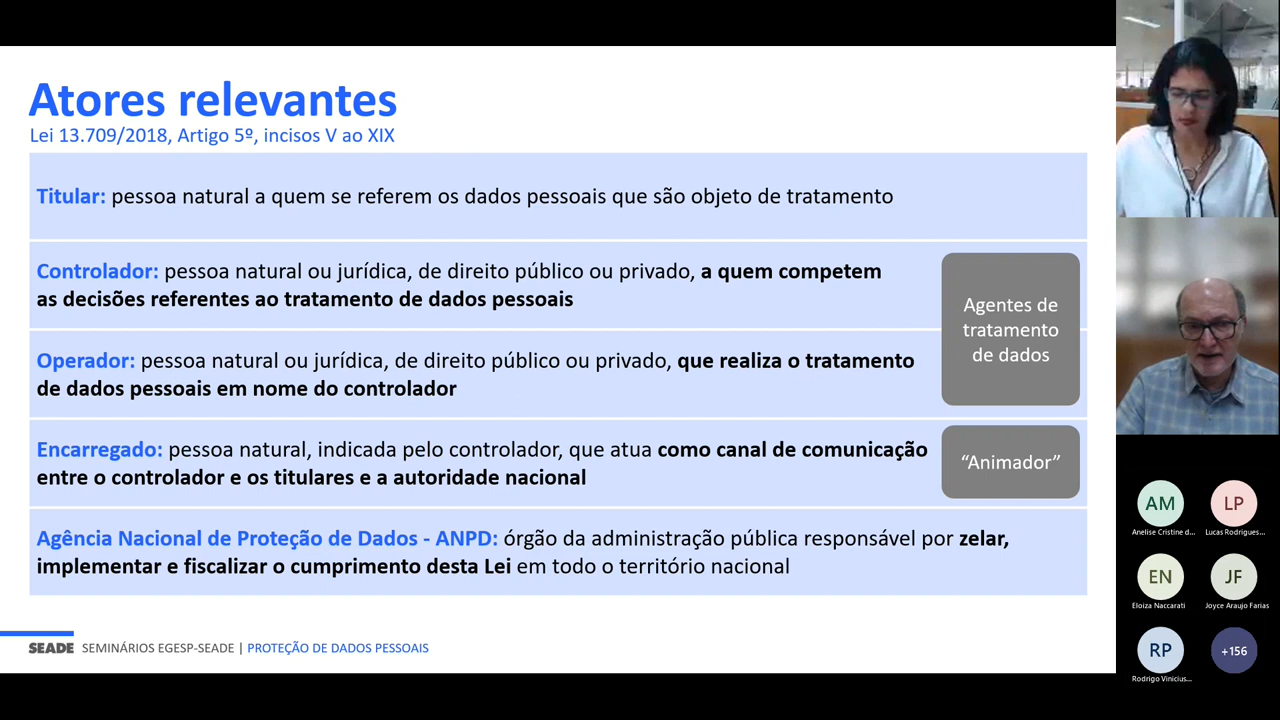 Atores relevantes
Lei 13.709/2018, Artigo 5º, incisos V ao XIX
Titular: pessoa natural a quem se referem os dados pessoais que são objeto de tratamento
Controlador: pessoa natural ou jurídica, de direito público ou privado, a quem competem
as decisões referentes ao tratamento de dados pessoais
Operador: pessoa natural ou jurídica, de direito público ou privado, que realiza o tratamento
de dados pessoais em nome do controlador
Agentes de
tratamento
de dados
Encarregado: pessoa natural, indicada pelo controlador, que atua como canal de comunicação
entre o controlador e os titulares e a autoridade nacional
“Animador”
Agência Nacional de Proteção de Dados - ANPD: órgão da administração pública responsável por zelar,
implementar e fiscalizar o cumprimento desta Lei em todo o território nacional
SEADE SEMINÁRIOS EGESP-SEADE | PROTEÇÃO DE DADOS PESSOAIS
AM LP
Anelise Cristine d... Lucas Rodrigues...
EN JF
Eloiza Naccarati Joyce Araujo Farias
RP +156
Rodrigo Vinicius...